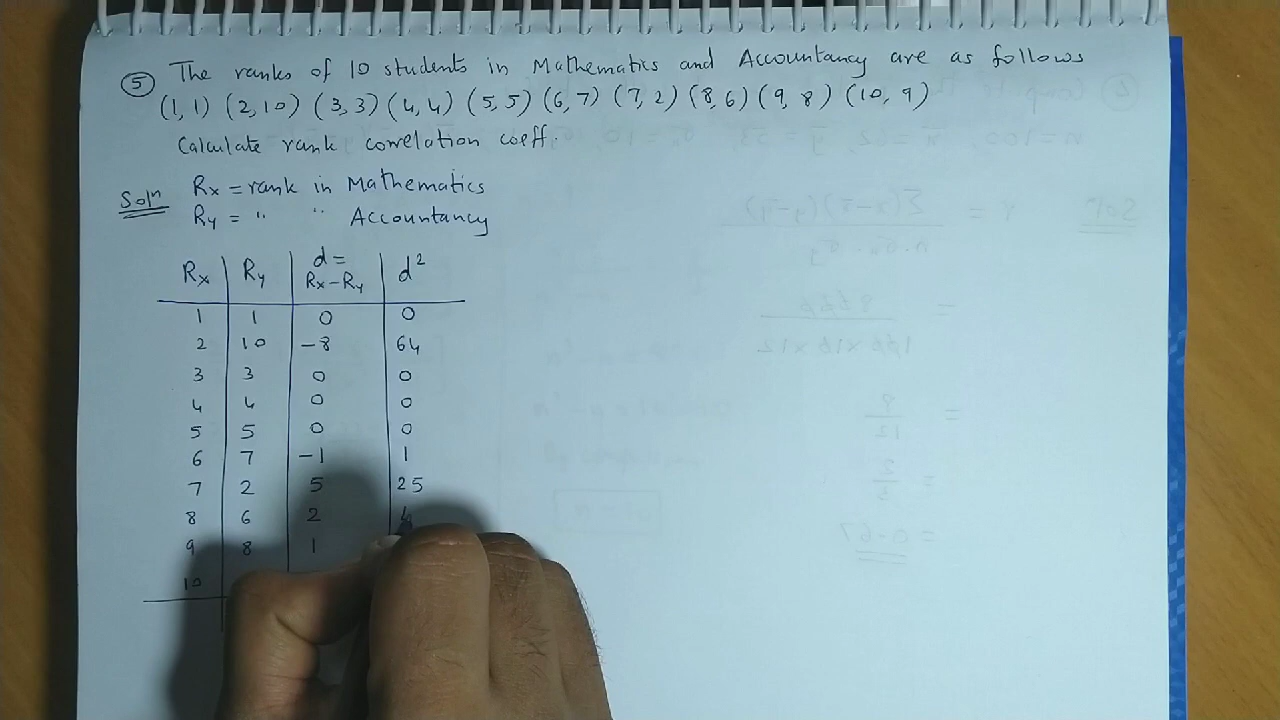 5 The ranks of 10 students in Mathematics and Accountancy are as follows
(1,1) (2,10) (3,3) (4,4) (5,5) (6,7) (7,2) (8,6) (9,8) (10,9)
Calculate rank correlation coeff.
Soln Rx = rank in Mathematics
Ry = " " Accountancy
Rx Ry d = Rx-Ry d²
1 1 0 0
2 10 -8 64
3 3 0 0
4 4 0 0
5 5 0 0
6 7 -1 1
7 2 5 25
8 6 2 4
9 8 1
10